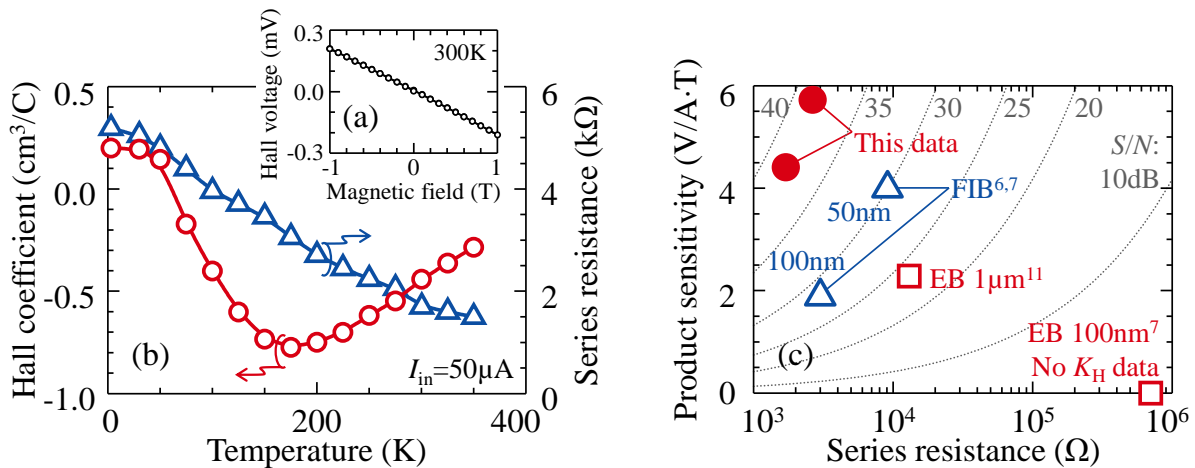 Hall voltage (mV)
0.3
0.0
-0.3
300K
(a)
-1
0
1
Magnetic field (T)
Hall coefficient (cm³/C)
0.5
0.0
-0.5
-1.0
(b)
I_in=50μA
0
200
400
Temperature (K)
6
4
2
0
Series resistance (kΩ)
Product sensitivity (V/A·T)
6
4
2
0
40
35
30
25
20
S/N:
10dB
This data
FIB⁶,⁷
50nm
100nm
EB 1μm¹¹
EB 100nm⁷
No K_H data
(c)
10³
10⁴
10⁵
10⁶
Series resistance (Ω)